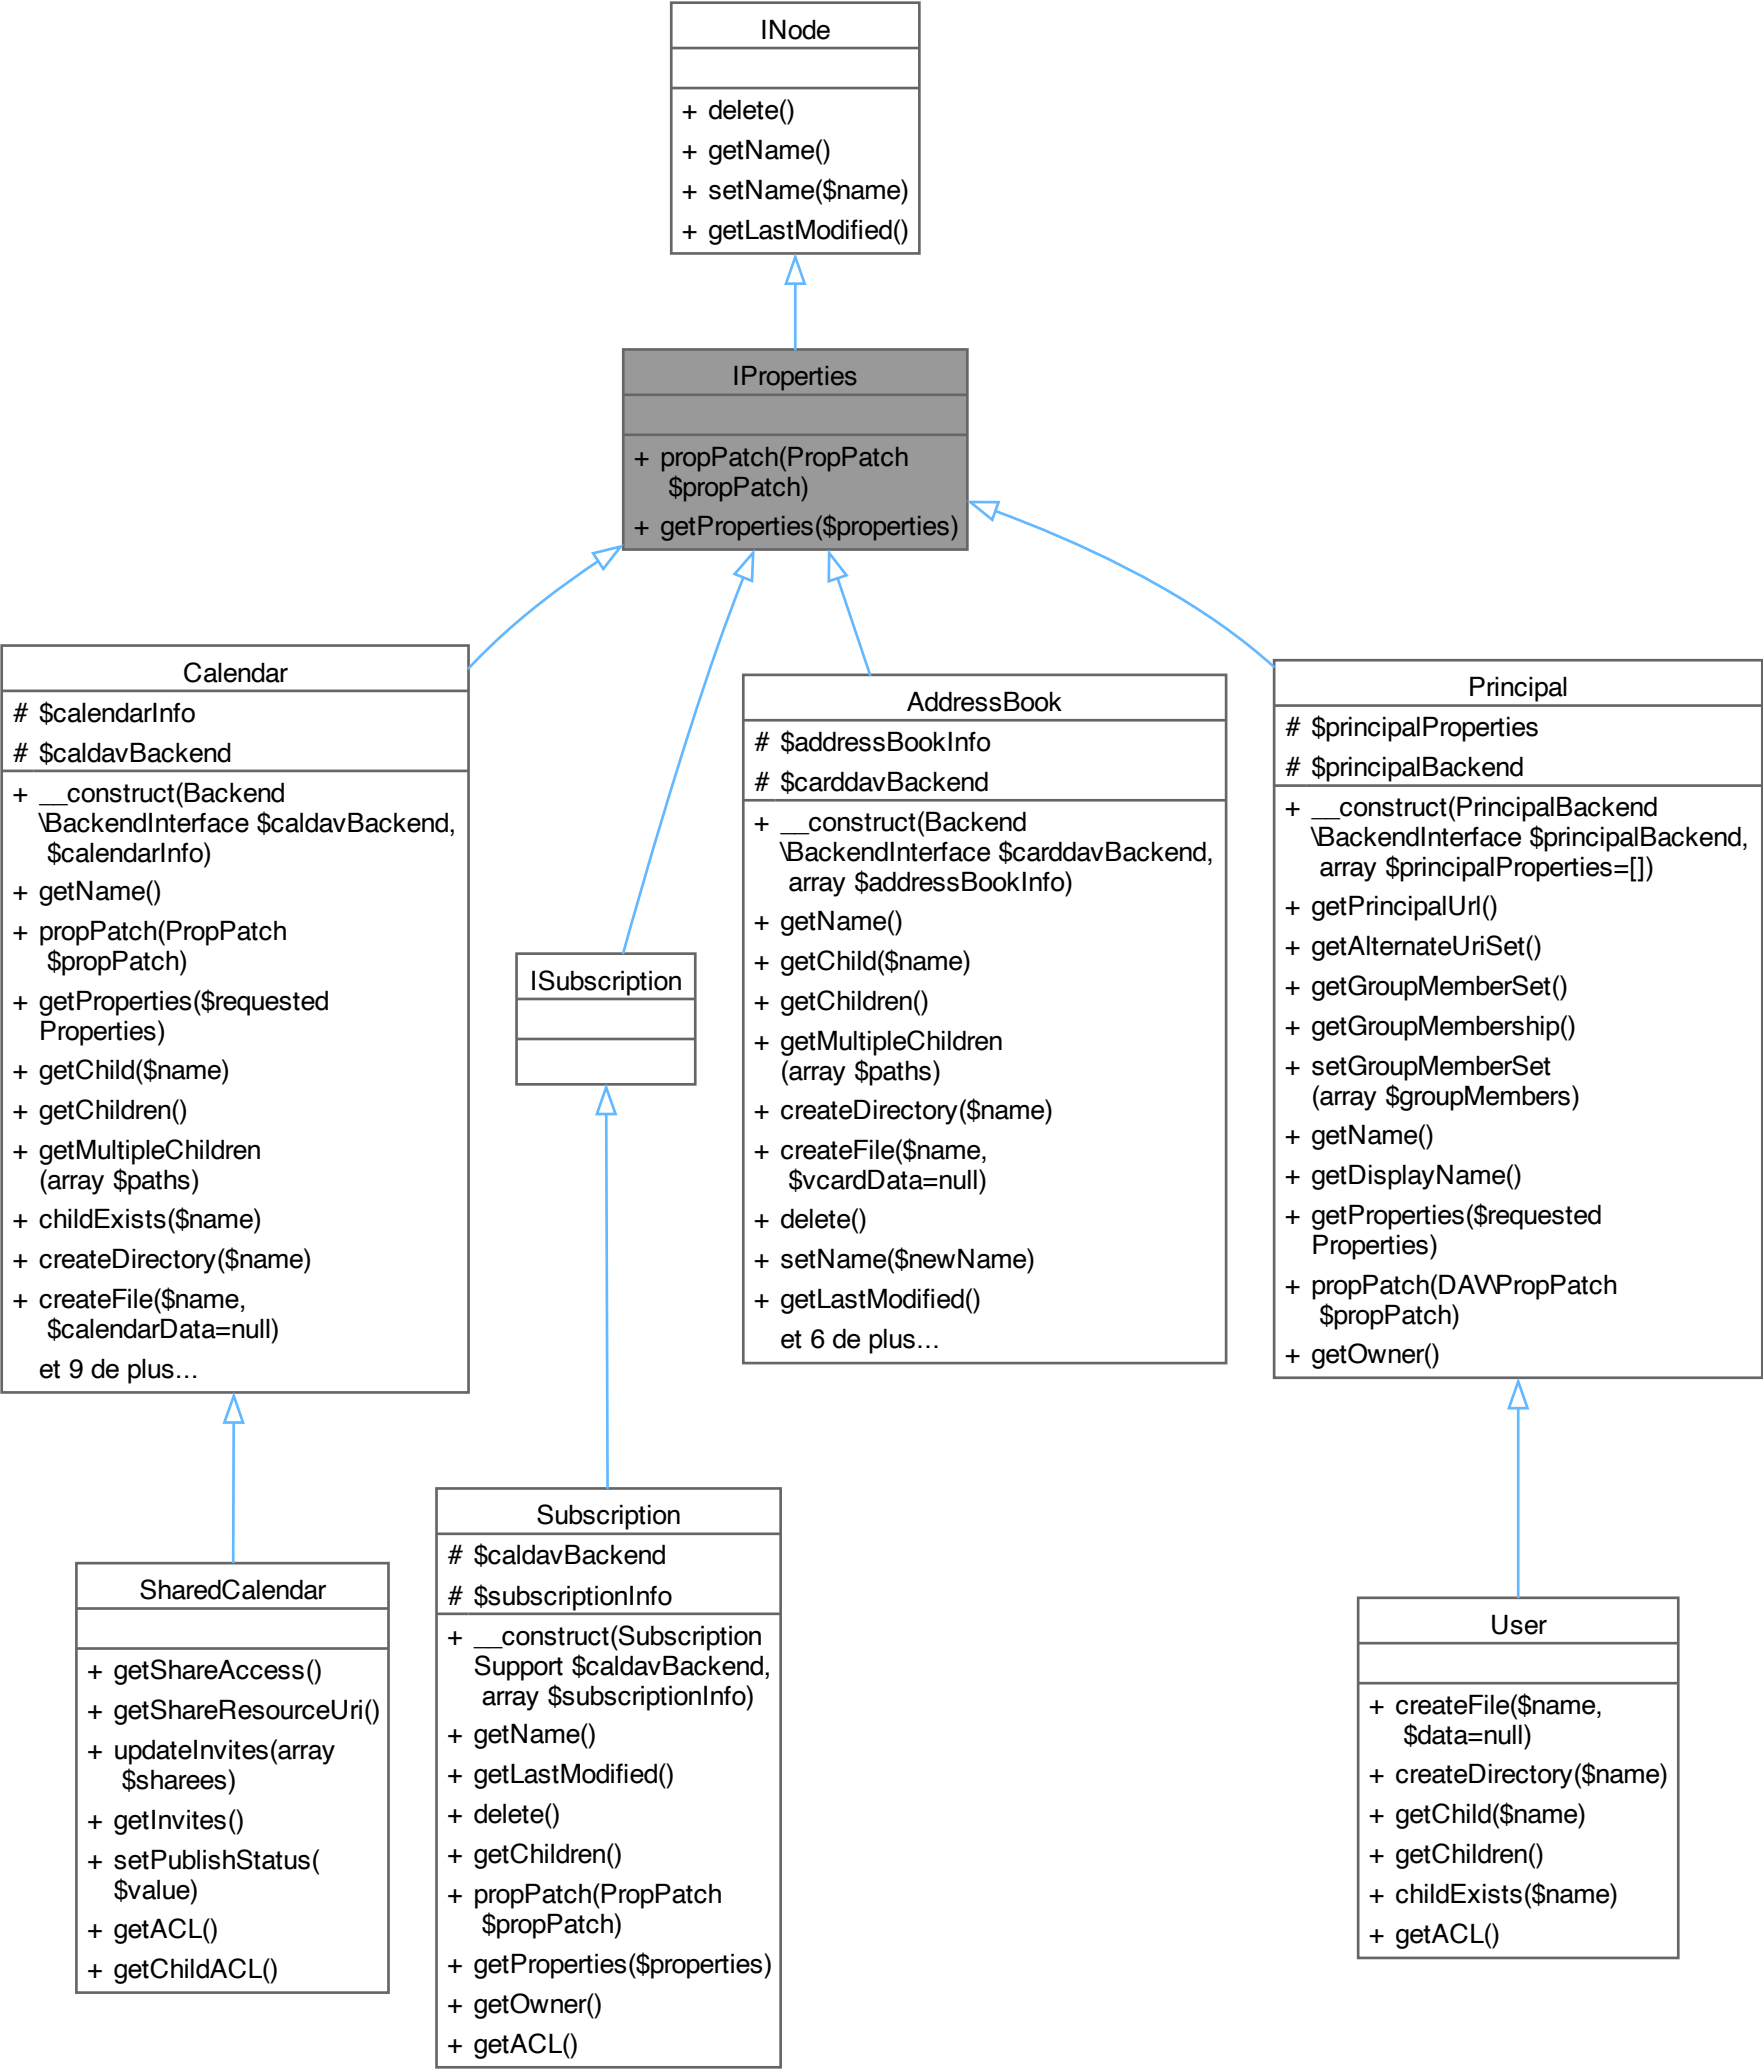 INode
+ delete()
+ getName()
+ setName($name)
+ getLastModified()
IProperties
+ propPatch(PropPatch
$propPatch)
+ getProperties($properties)
Calendar
# $calendarInfo
# $caldavBackend
+ __construct(Backend
\BackendInterface $caldavBackend,
$calendarInfo)
+ getName()
+ propPatch(PropPatch
$propPatch)
+ getProperties($requested
Properties)
+ getChild($name)
+ getChildren()
+ getMultipleChildren
(array $paths)
+ childExists($name)
+ createDirectory($name)
+ createFile($name,
$calendarData=null)
et 9 de plus...
ISubscription
AddressBook
# $addressBookInfo
# $carddavBackend
+ __construct(Backend
\BackendInterface $carddavBackend,
array $addressBookInfo)
+ getName()
+ getChild($name)
+ getChildren()
+ getMultipleChildren
(array $paths)
+ createDirectory($name)
+ createFile($name,
$vcardData=null)
+ delete()
+ setName($newName)
+ getLastModified()
et 6 de plus...
Principal
# $principalProperties
# $principalBackend
+ __construct(PrincipalBackend
\BackendInterface $principalBackend,
array $principalProperties=[])
+ getPrincipalUrl()
+ getAlternateUriSet()
+ getGroupMemberSet()
+ getGroupMembership()
+ setGroupMemberSet
(array $groupMembers)
+ getName()
+ getDisplayName()
+ getProperties($requested
Properties)
+ propPatch(DAV\PropPatch
$propPatch)
+ getOwner()
SharedCalendar
+ getShareAccess()
+ getShareResourceUri()
+ updateInvites(array
$sharees)
+ getInvites()
+ setPublishStatus(
$value)
+ getACL()
+ getChildACL()
Subscription
# $caldavBackend
# $subscriptionInfo
+ __construct(Subscription
Support $caldavBackend,
array $subscriptionInfo)
+ getName()
+ getLastModified()
+ delete()
+ getChildren()
+ propPatch(PropPatch
$propPatch)
+ getProperties($properties)
+ getOwner()
+ getACL()
User
+ createFile($name,
$data=null)
+ createDirectory($name)
+ getChild($name)
+ getChildren()
+ childExists($name)
+ getACL()